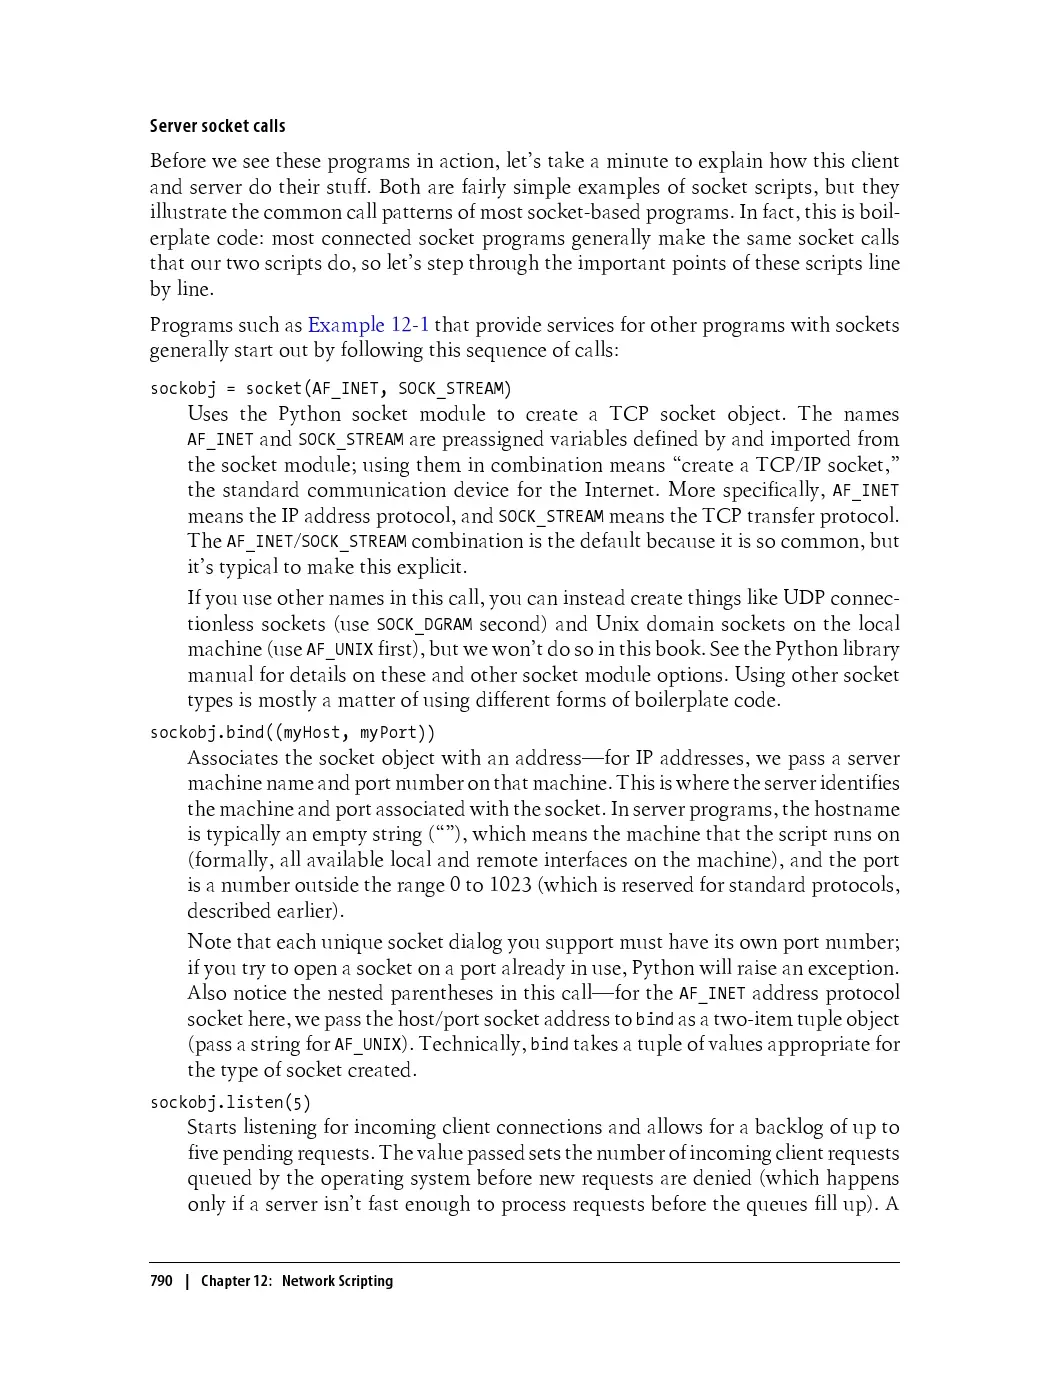 Server socket calls
Before we see these programs in action, let’s take a minute to explain how this client
and server do their stuff. Both are fairly simple examples of socket scripts, but they
illustrate the common call patterns of most socket-based programs. In fact, this is boil-
erplate code: most connected socket programs generally make the same socket calls
that our two scripts do, so let’s step through the important points of these scripts line
by line.
Programs such as Example 12-1 that provide services for other programs with sockets
generally start out by following this sequence of calls:
sockobj = socket(AF_INET, SOCK_STREAM)
Uses the Python socket module to create a TCP socket object. The names
AF_INET and SOCK_STREAM are preassigned variables defined by and imported from
the socket module; using them in combination means “create a TCP/IP socket,”
the standard communication device for the Internet. More specifically, AF_INET
means the IP address protocol, and SOCK_STREAM means the TCP transfer protocol.
The AF_INET/SOCK_STREAM combination is the default because it is so common, but
it’s typical to make this explicit.
If you use other names in this call, you can instead create things like UDP connec-
tionless sockets (use SOCK_DGRAM second) and Unix domain sockets on the local
machine (use AF_UNIX first), but we won’t do so in this book. See the Python library
manual for details on these and other socket module options. Using other socket
types is mostly a matter of using different forms of boilerplate code.
sockobj.bind((myHost, myPort))
Associates the socket object with an address—for IP addresses, we pass a server
machine name and port number on that machine. This is where the server identifies
the machine and port associated with the socket. In server programs, the hostname
is typically an empty string (“”), which means the machine that the script runs on
(formally, all available local and remote interfaces on the machine), and the port
is a number outside the range 0 to 1023 (which is reserved for standard protocols,
described earlier).
Note that each unique socket dialog you support must have its own port number;
if you try to open a socket on a port already in use, Python will raise an exception.
Also notice the nested parentheses in this call—for the AF_INET address protocol
socket here, we pass the host/port socket address to bind as a two-item tuple object
(pass a string for AF_UNIX). Technically, bind takes a tuple of values appropriate for
the type of socket created.
sockobj.listen(5)
Starts listening for incoming client connections and allows for a backlog of up to
five pending requests. The value passed sets the number of incoming client requests
queued by the operating system before new requests are denied (which happens
only if a server isn’t fast enough to process requests before the queues fill up). A
790 | Chapter 12: Network Scripting